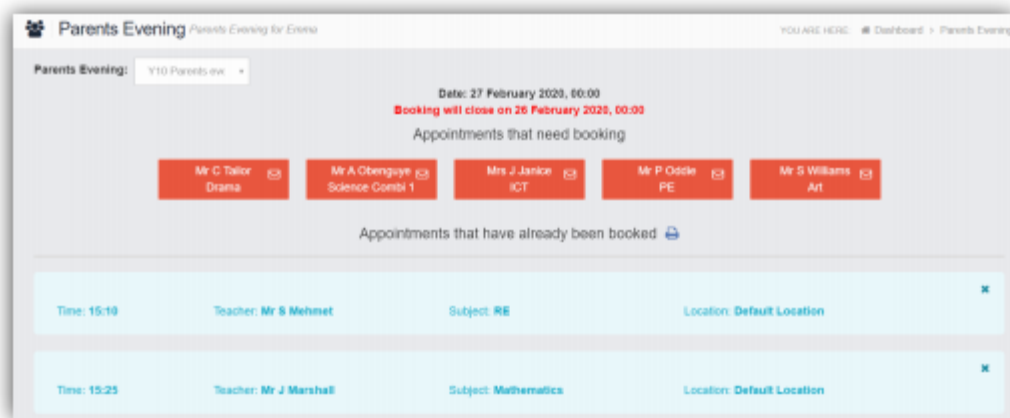 Parents Evening Parents Evening for Emma
YOU ARE HERE: Dashboard > Parents Evening
Parents Evening: Y10 Parents eve
Date: 27 February 2020, 00:00
Booking will close on 26 February 2020, 00:00
Appointments that need booking
Mr C Tailor
Drama
Mr A Obenguye
Science Combi 1
Mrs J Janice
ICT
Mr P Oddie
PE
Mr S Williams
Art
Appointments that have already been booked
Time: 15:10 Teacher: Mr S Mehmet Subject: RE Location: Default Location
Time: 15:25 Teacher: Mr J Marshall Subject: Mathematics Location: Default Location